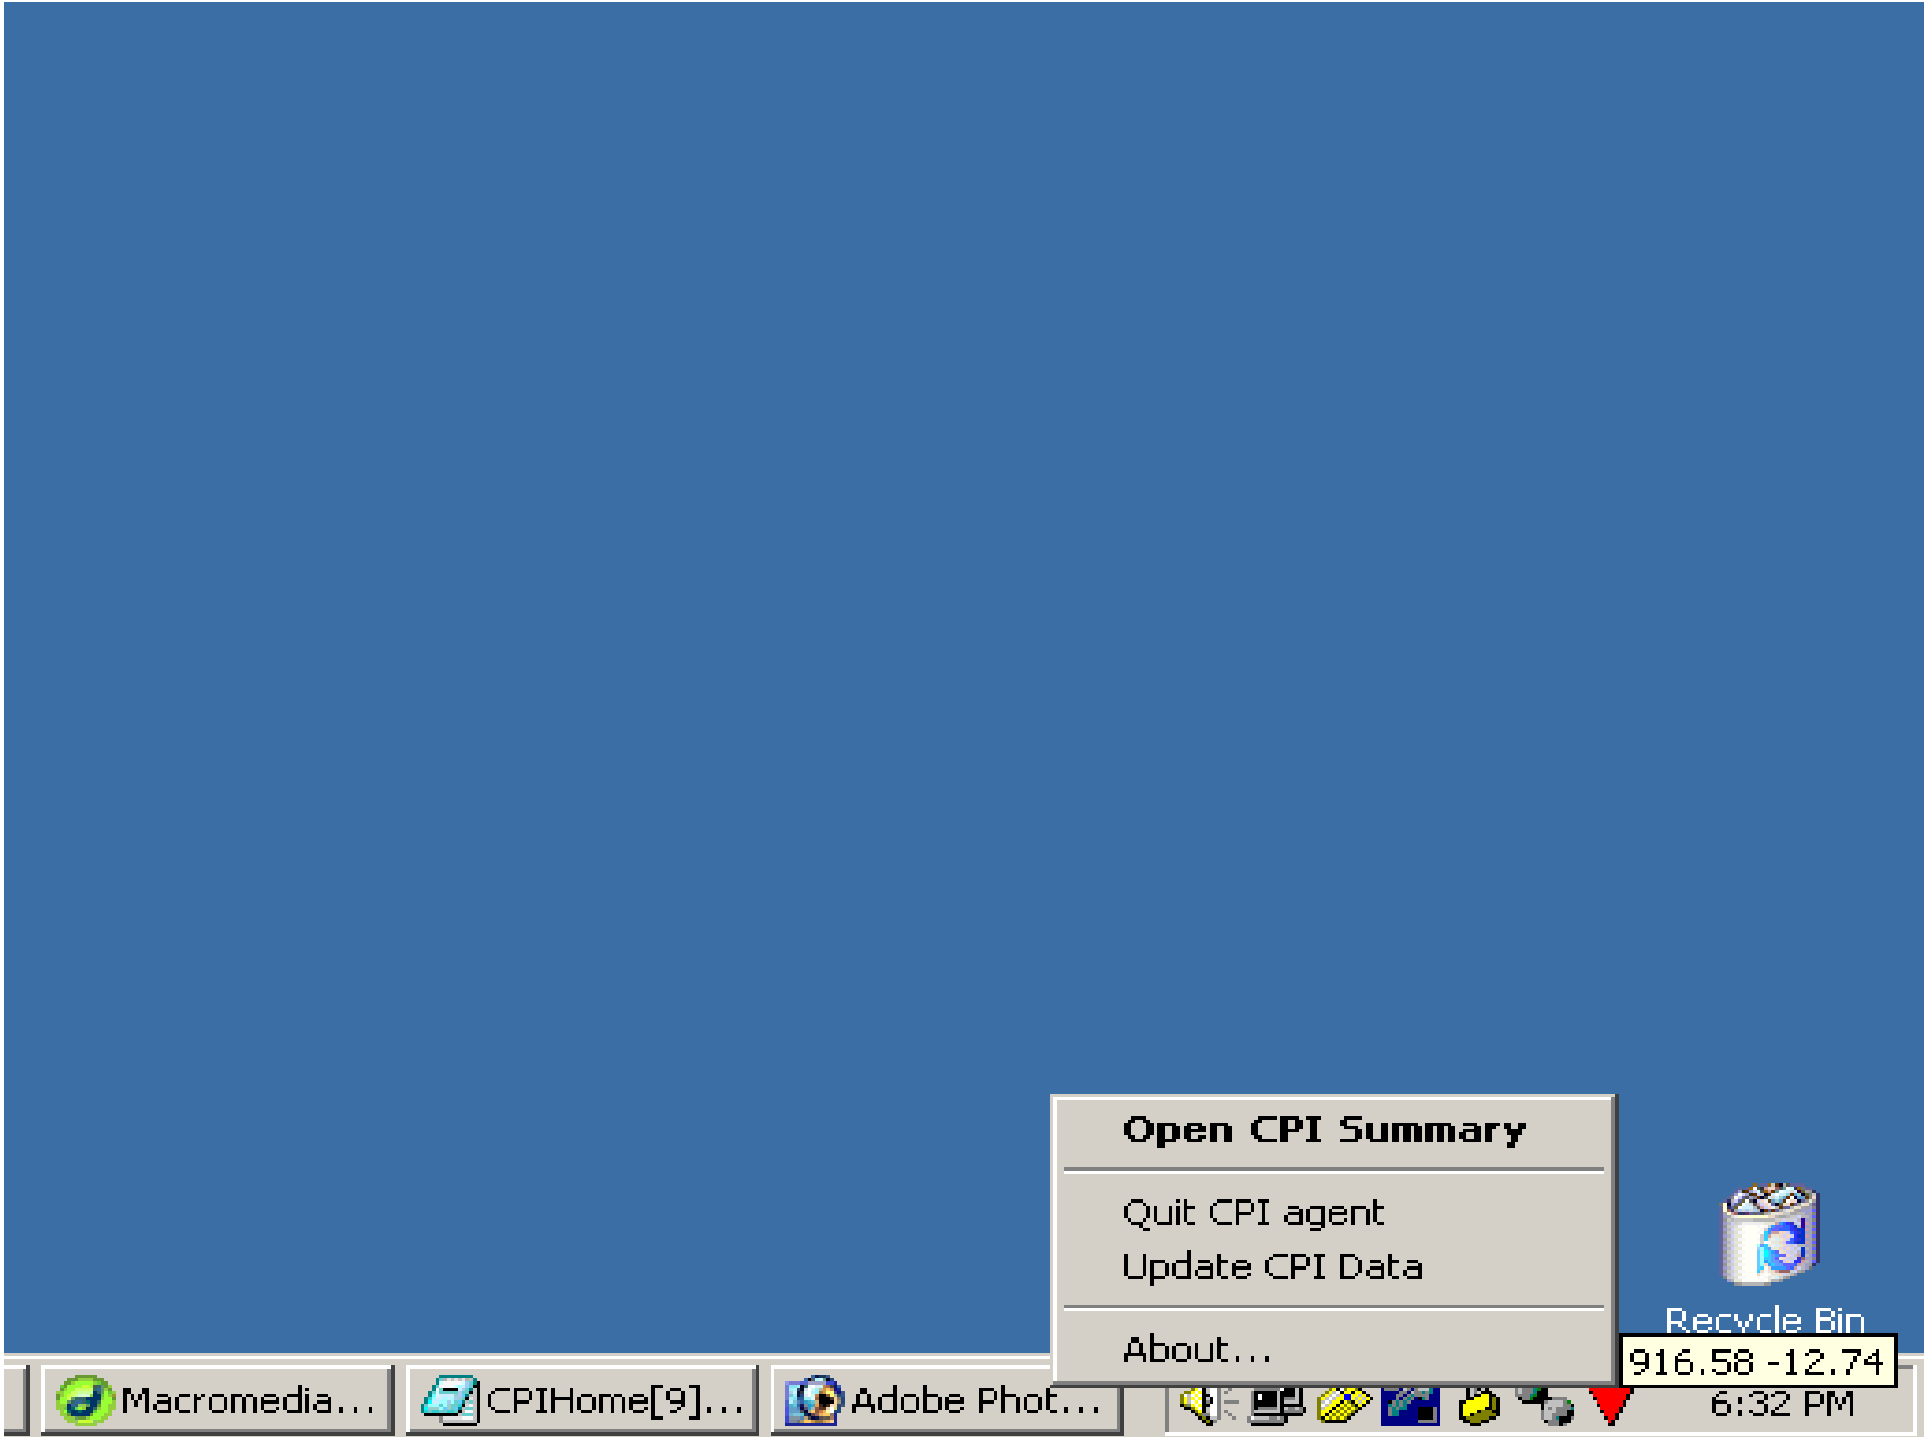 Open CPI Summary
Quit CPI agent
Update CPI Data
About...
Recycle Bin
916.58 -12.74
Macromedia...
CPIHome[9]...
Adobe Phot...
6:32 PM